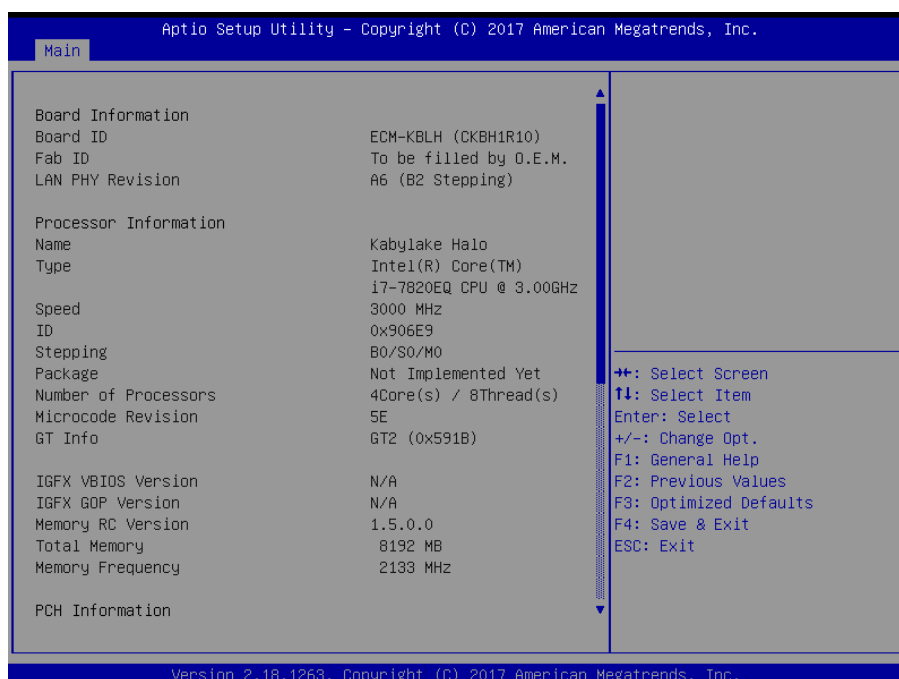 Aptio Setup Utility – Copyright (C) 2017 American Megatrends, Inc.
Main
Board Information
Board ID ECM-KBLH (CKBH1R10)
Fab ID To be filled by O.E.M.
LAN PHY Revision A6 (B2 Stepping)
Processor Information
Name Kabylake Halo
Type Intel(R) Core(TM)
i7-7820EQ CPU @ 3.00GHz
Speed 3000 MHz
ID 0x906E9
Stepping B0/S0/M0
Package Not Implemented Yet
Number of Processors 4Core(s) / 8Thread(s)
Microcode Revision 5E
GT Info GT2 (0x591B)
IGFX VBIOS Version N/A
IGFX GOP Version N/A
Memory RC Version 1.5.0.0
Total Memory 8192 MB
Memory Frequency 2133 MHz
PCH Information
→←: Select Screen
↑↓: Select Item
Enter: Select
+/-: Change Opt.
F1: General Help
F2: Previous Values
F3: Optimized Defaults
F4: Save & Exit
ESC: Exit
Version 2.18.1263. Copyright (C) 2017 American Megatrends, Inc.